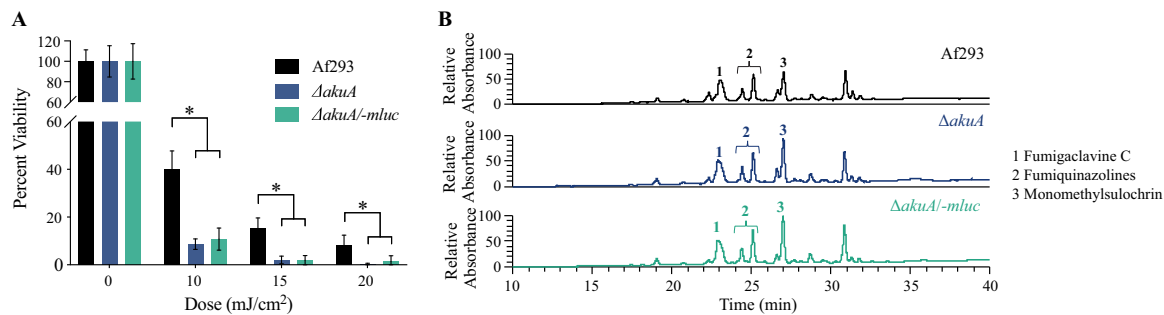 A
Percent Viability
120
100
80
60
60
40
20
0
*
*
*
Af293
ΔakuA
ΔakuA/-mluc
0
10
15
20
Dose (mJ/cm²)
B
Relative Absorbance
100
50
0
1
2
3
Af293
Relative Absorbance
100
50
0
1
2
3
ΔakuA
Relative Absorbance
100
50
0
1
2
3
ΔakuA/-mluc
10
15
20
25
30
35
40
Time (min)
1 Fumigaclavine C
2 Fumiquinazolines
3 Monomethylsulochrin